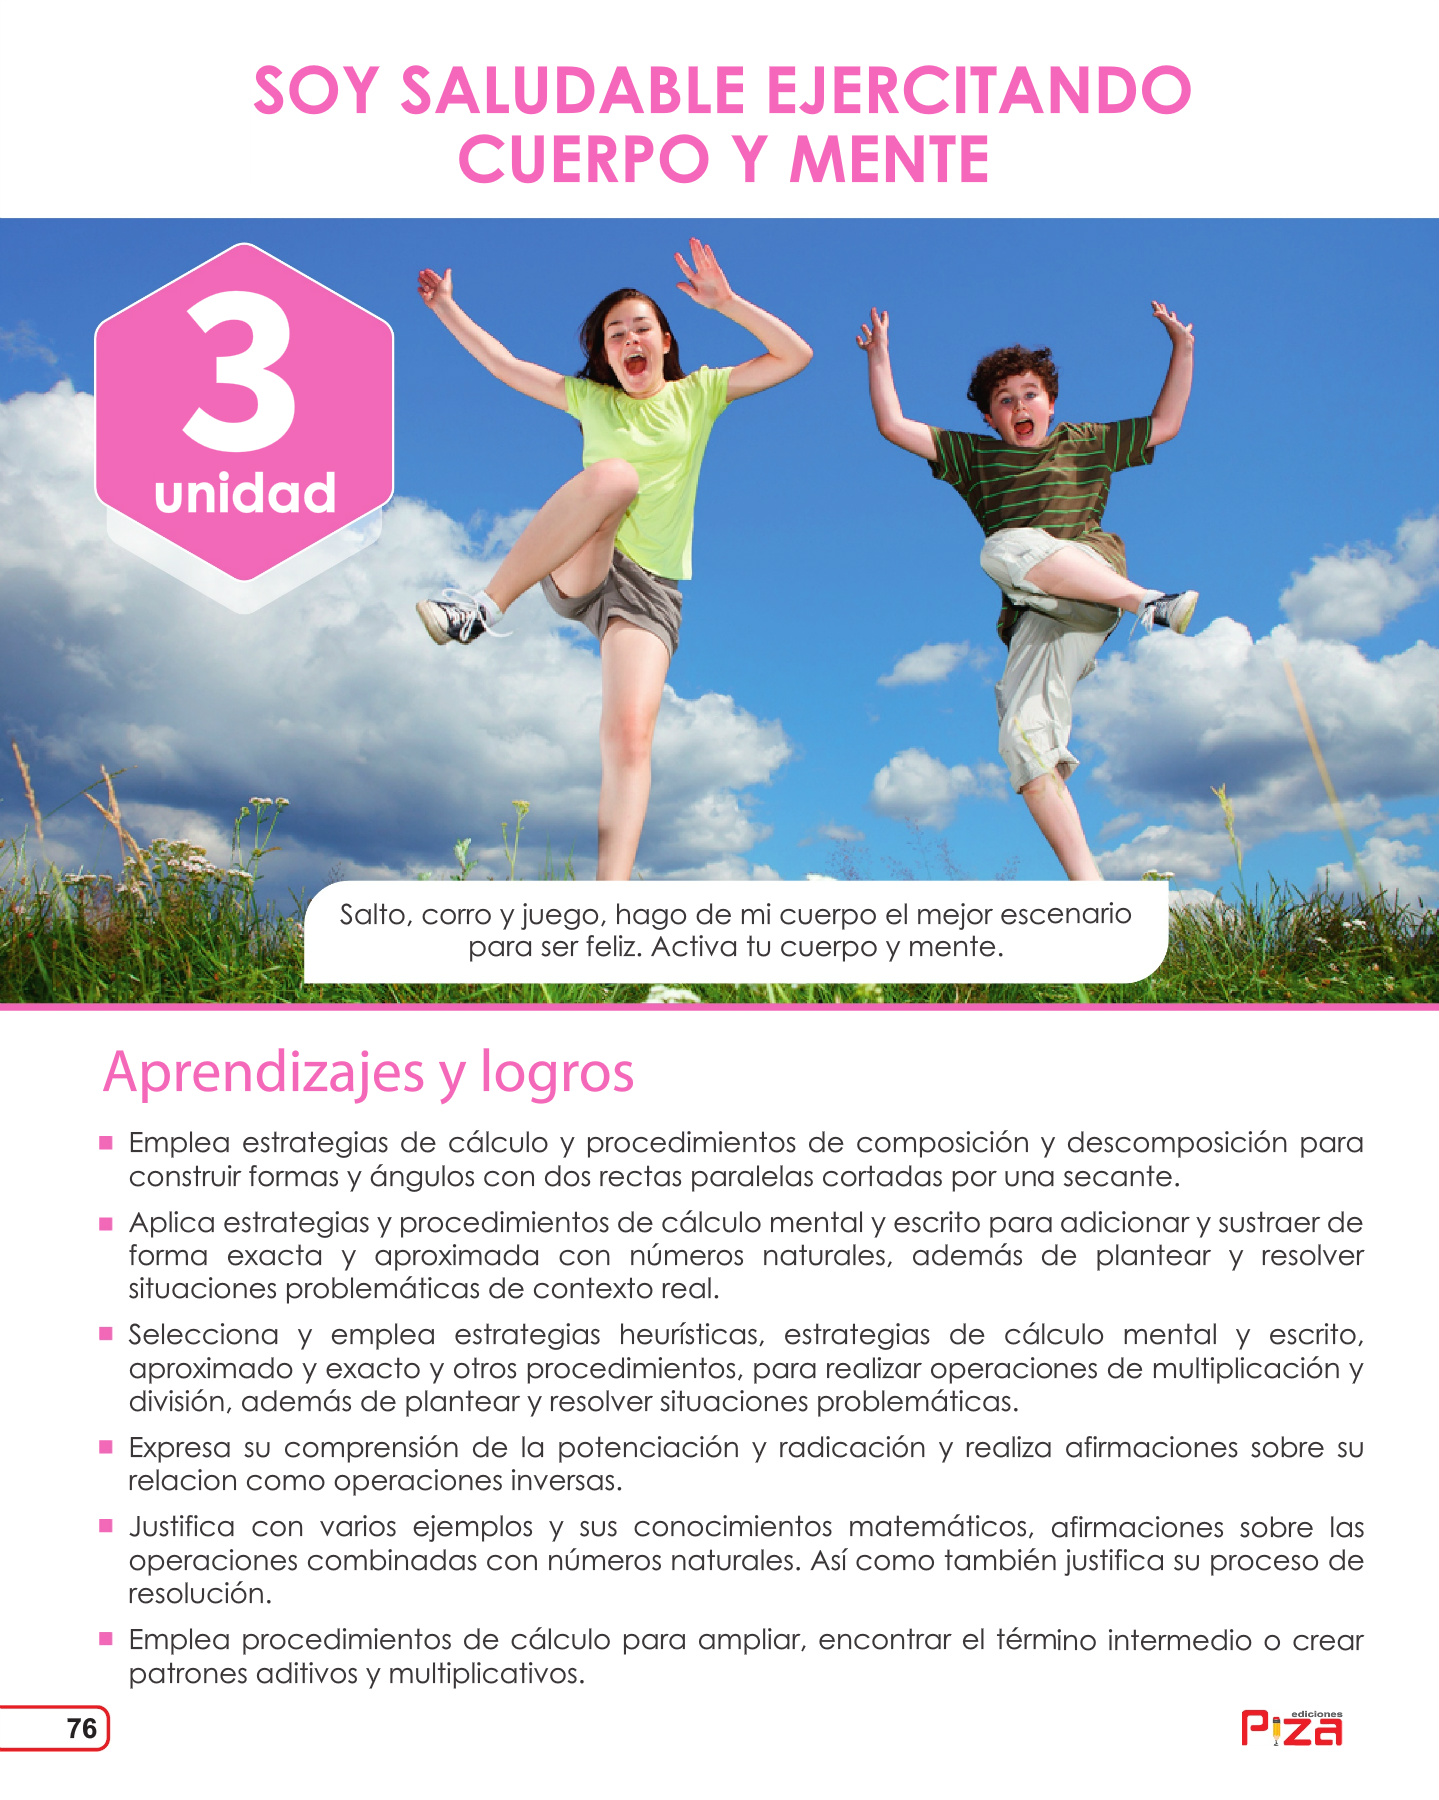 SOY SALUDABLE EJERCITANDO
CUERPO Y MENTE
3
unidad
Salto, corro y juego, hago de mi cuerpo el mejor escenario
para ser feliz. Activa tu cuerpo y mente.
Aprendizajes y logros
Emplea estrategias de cálculo y procedimientos de composición y descomposición para
construir formas y ángulos con dos rectas paralelas cortadas por una secante.
Aplica estrategias y procedimientos de cálculo mental y escrito para adicionar y sustraer de
forma exacta y aproximada con números naturales, además de plantear y resolver
situaciones problemáticas de contexto real.
Selecciona y emplea estrategias heurísticas, estrategias de cálculo mental y escrito,
aproximado y exacto y otros procedimientos, para realizar operaciones de multiplicación y
división, además de plantear y resolver situaciones problemáticas.
Expresa su comprensión de la potenciación y radicación y realiza afirmaciones sobre su
relacion como operaciones inversas.
Justifica con varios ejemplos y sus conocimientos matemáticos, afirmaciones sobre las
operaciones combinadas con números naturales. Así como también justifica su proceso de
resolución.
Emplea procedimientos de cálculo para ampliar, encontrar el término intermedio o crear
patrones aditivos y multiplicativos.
76
ediciones
Piza